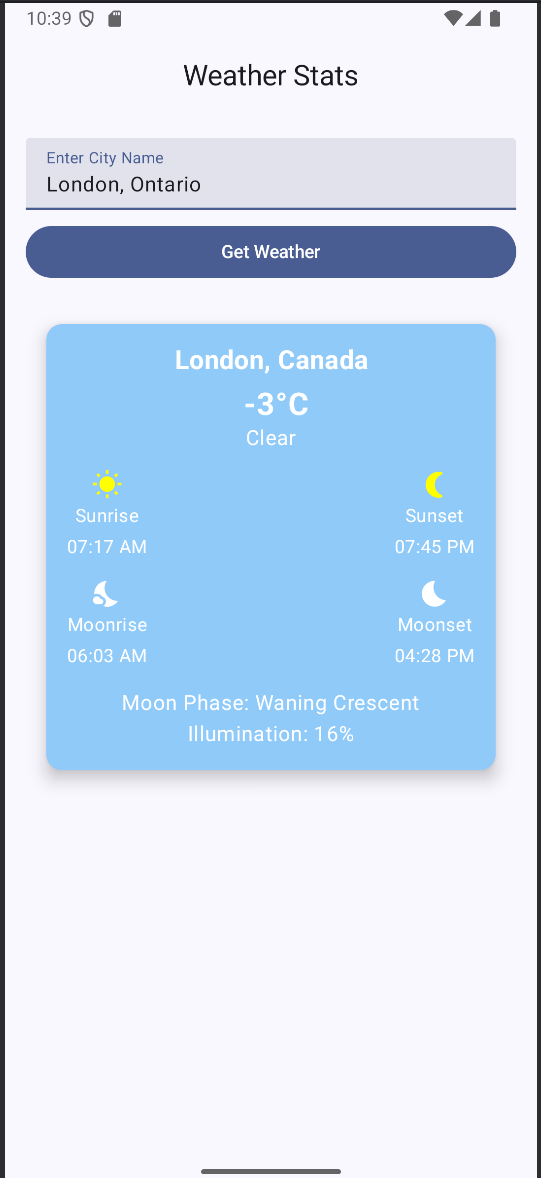 10:39
Weather Stats
Enter City Name
London, Ontario
Get Weather
London, Canada
-3°C
Clear
Sunrise Sunset
07:17 AM 07:45 PM
Moonrise Moonset
06:03 AM 04:28 PM
Moon Phase: Waning Crescent
Illumination: 16%